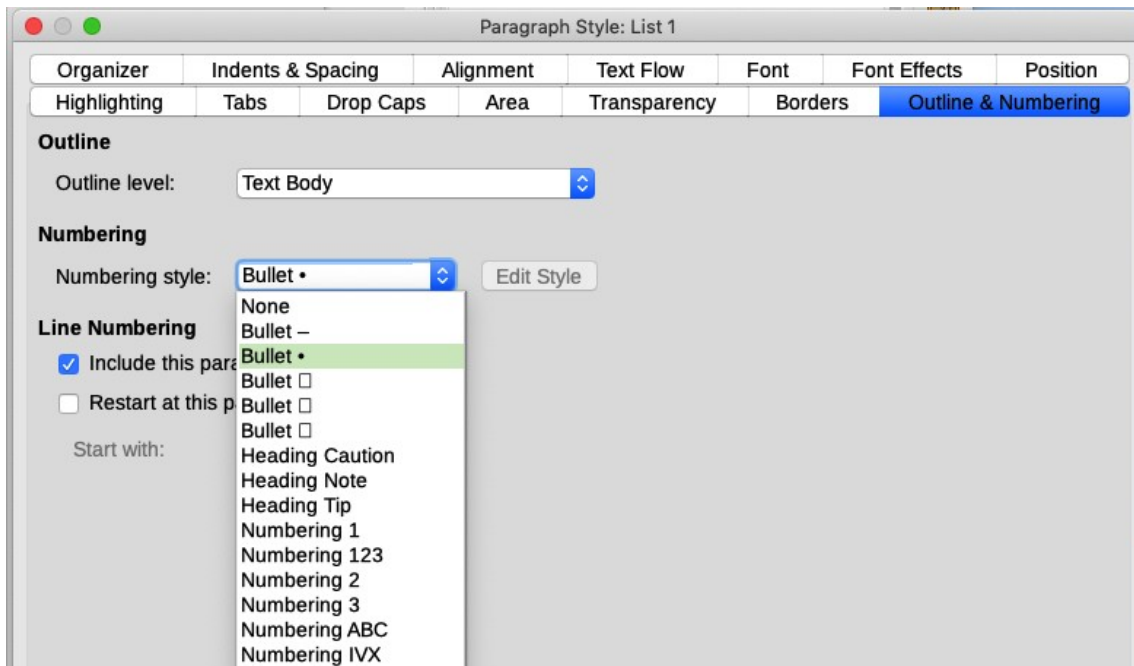 Paragraph Style: List 1
Organizer Indents & Spacing Alignment Text Flow Font Font Effects Position
Highlighting Tabs Drop Caps Area Transparency Borders Outline & Numbering
Outline
Outline level: Text Body
Numbering
Numbering style: Bullet • Edit Style
None
Line Numbering
Bullet –
Include this para
Bullet •
Bullet □
Restart at this p
Bullet □
Bullet □
Start with:
Heading Caution
Heading Note
Heading Tip
Numbering 1
Numbering 123
Numbering 2
Numbering 3
Numbering ABC
Numbering IVX